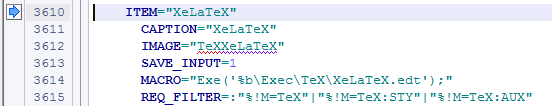 3610 ITEM="XeLaTeX"
3611 CAPTION="XeLaTeX"
3612 IMAGE="TeXXeLaTeX"
3613 SAVE_INPUT=1
3614 MACRO="Exe('%b\Exec\TeX\XeLaTeX.edt');"
3615 REQ_FILTER=:"%!M=TeX"|"%!M=TeX:STY"|"%!M=TeX:AUX"